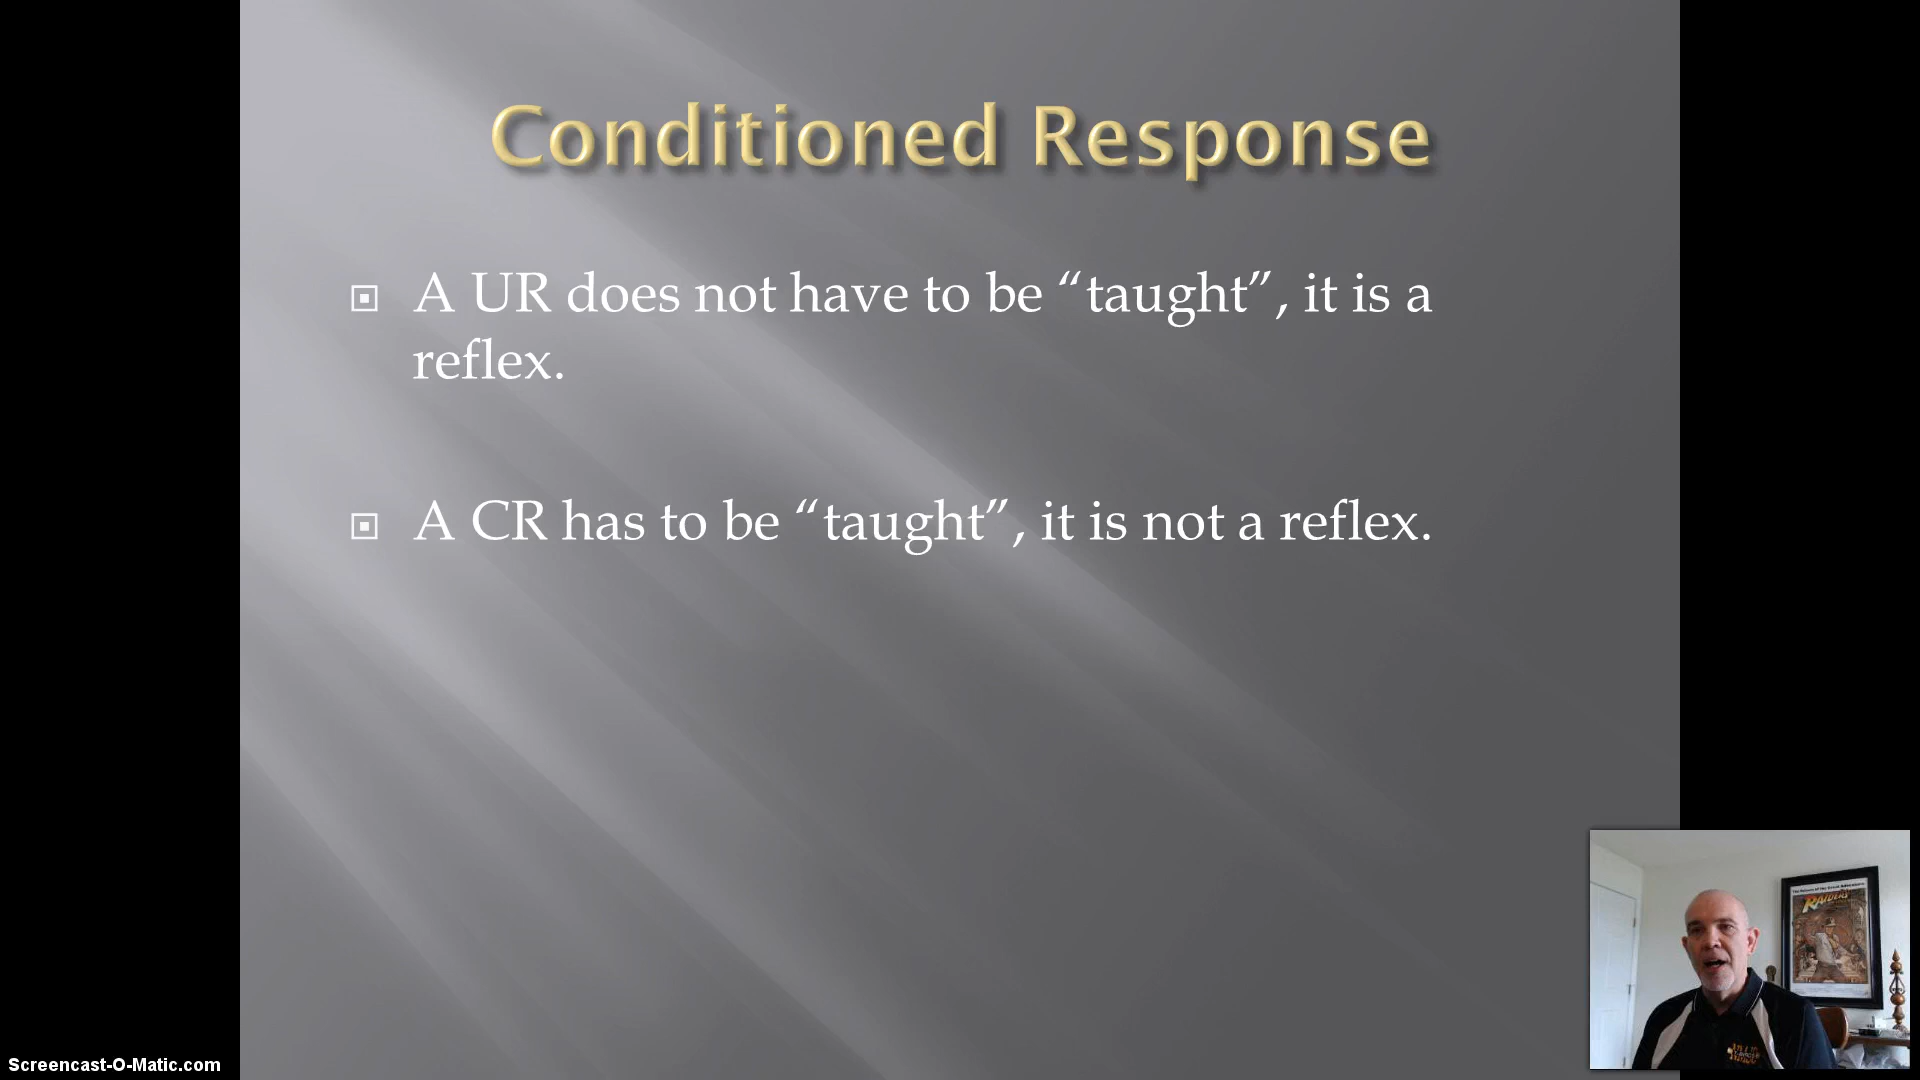 Conditioned Response
A UR does not have to be “taught”, it is a
reflex.
A CR has to be “taught”, it is not a reflex.
RAIDERS
Screencast-O-Matic.com